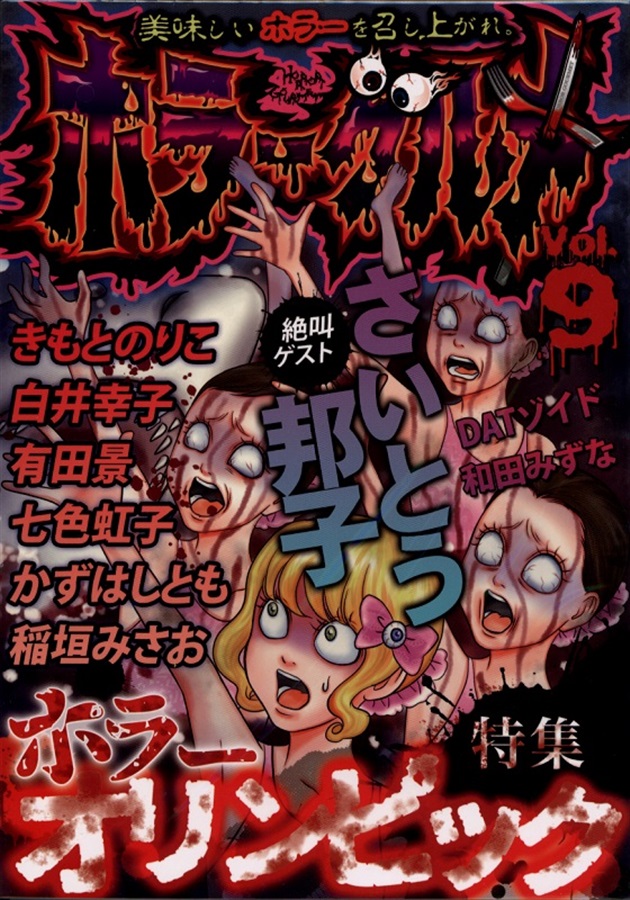 美味しいホラーを召し上がれ。
ホラーグルメ
HORROR GOURMET
Vol.
9
絶叫
ゲスト
さいとう
邦子
きもとのりこ
白井幸子
有田景
七色虹子
かずはしとも
稲垣みさお
DATゾイド
和田みずな
特集
ホラー
オリンピック